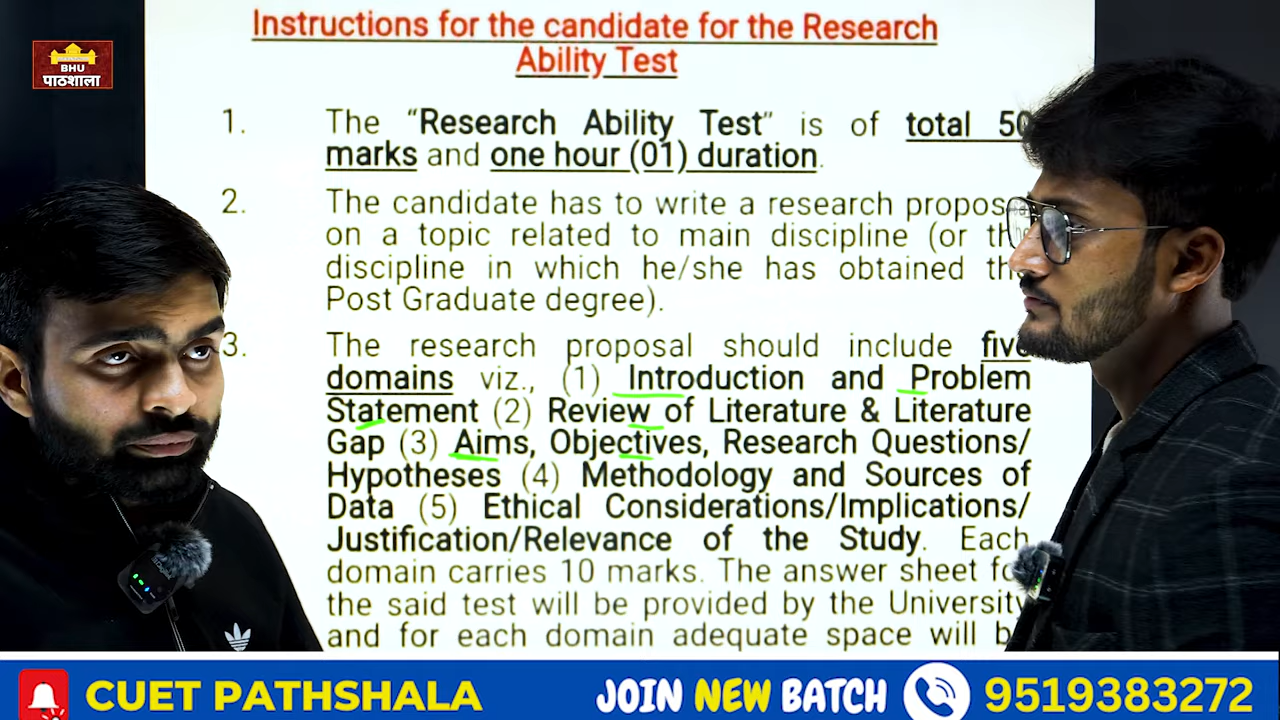 BHU
पाठशाला
Instructions for the candidate for the Research
Ability Test
1. The “Research Ability Test” is of total 50
marks and one hour (01) duration.
2. The candidate has to write a research
on a topic related to main discipline (or
discipline in which he/she has obtained
Post Graduate degree).
3. The research proposal should include five
domains viz., (1) Introduction and Problem
Statement (2) Review of Literature & Literature
Gap (3) Aims, Objectives, Research Questions/
Hypotheses (4) Methodology and Sources of
Data (5) Ethical Considerations/Implications/
Justification/Relevance of the Study. Each
domain carries 10 marks. The answer sheet
the said test will be provided by the University
and for each domain adequate space will
CUET PATHSHALA JOIN NEW BATCH 9519383272